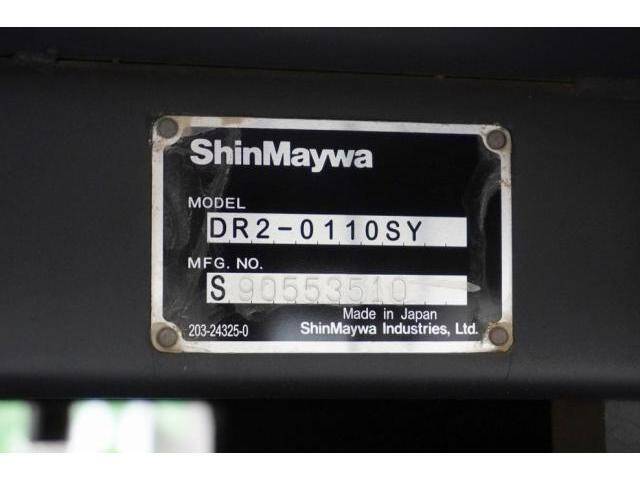 ShinMaywa
MODEL
DR2-0110SY
MFG. NO.
S 90553510
Made in Japan
203-24325-0 ShinMaywa Industries, Ltd.